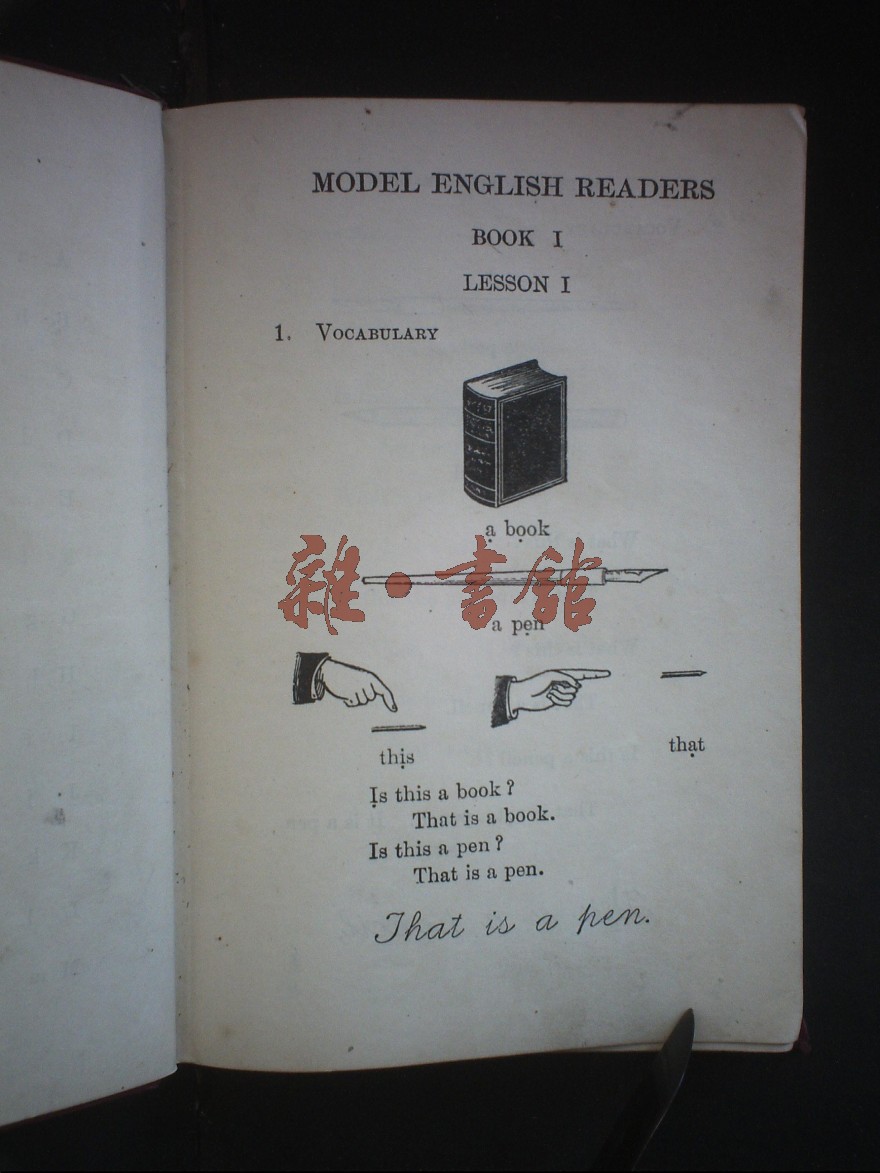 MODEL ENGLISH READERS
BOOK I
LESSON I
1. VOCABULARY
a book
雜·書館
a pen
this
that
Is this a book?
That is a book.
Is this a pen?
That is a pen.
That is a pen.